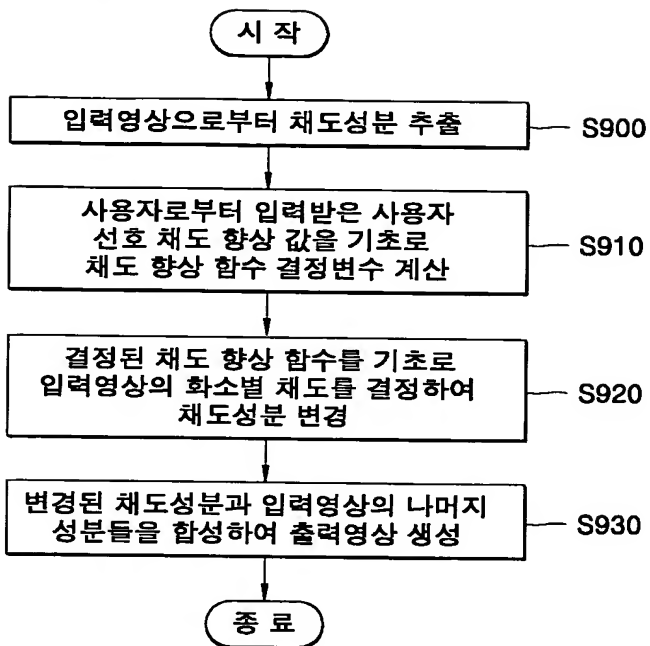 시 작
입력영상으로부터 채도성분 추출
S900
사용자로부터 입력받은 사용자
선호 채도 향상 값을 기초로
채도 향상 함수 결정변수 계산
S910
결정된 채도 향상 함수를 기초로
입력영상의 화소별 채도를 결정하여
채도성분 변경
S920
변경된 채도성분과 입력영상의 나머지
성분들을 합성하여 출력영상 생성
S930
종 료